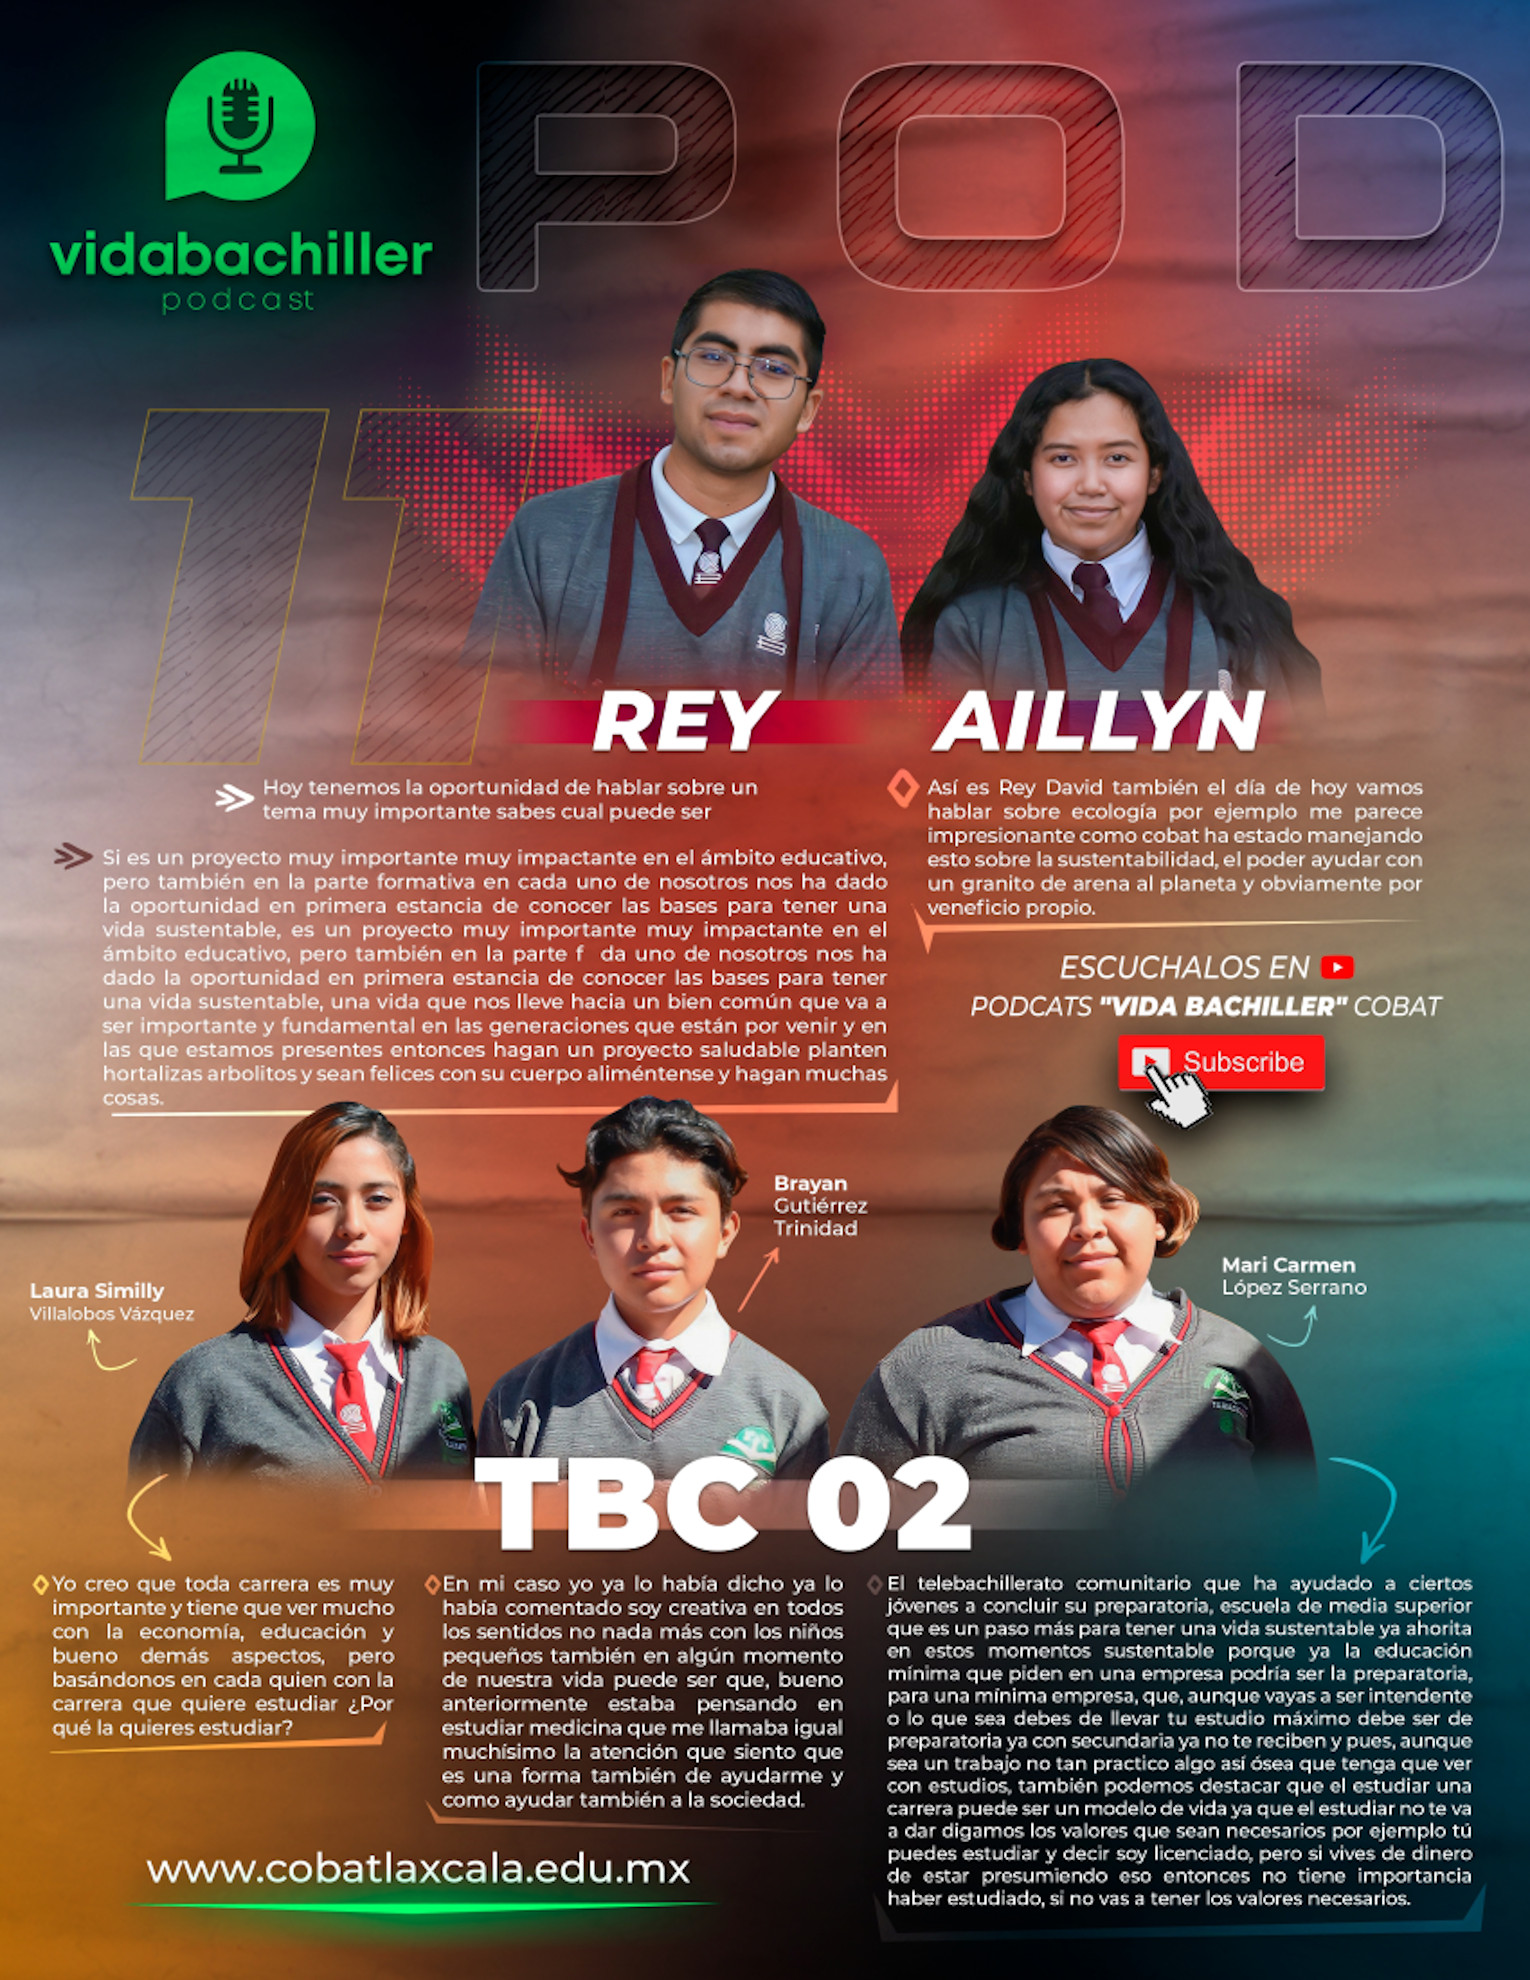 vidabachiller
podcast
POD
11
REY
AILLYN
Hoy tenemos la oportunidad de hablar sobre un
tema muy importante sabes cual puede ser
Si es un proyecto muy importante muy impactante en el ámbito educativo,
pero también en la parte formativa en cada uno de nosotros nos ha dado
la oportunidad en primera estancia de conocer las bases para tener una
vida sustentable, es un proyecto muy importante muy impactante en el
ámbito educativo, pero también en la parte f da uno de nosotros nos ha
dado la oportunidad en primera estancia de conocer las bases para tener
una vida sustentable, una vida que nos lleve hacia un bien común que va a
ser importante y fundamental en las generaciones que están por venir y en
las que estamos presentes entonces hagan un proyecto saludable planten
hortalizas arbolitos y sean felices con su cuerpo aliméntense y hagan muchas
cosas.
Así es Rey David también el día de hoy vamos
hablar sobre ecología por ejemplo me parece
impresionante como cobat ha estado manejando
esto sobre la sustentabilidad, el poder ayudar con
un granito de arena al planeta y obviamente por
veneficio propio.
ESCUCHALOS EN
PODCATS "VIDA BACHILLER" COBAT
Subscribe
Laura Similly
Villalobos Vázquez
Brayan
Gutiérrez
Trinidad
Mari Carmen
López Serrano
TBC 02
Yo creo que toda carrera es muy
importante y tiene que ver mucho
con la economía, educación y
bueno demás aspectos, pero
basándonos en cada quien con la
carrera que quiere estudiar ¿Por
qué la quieres estudiar?
En mi caso yo ya lo había dicho ya lo
había comentado soy creativa en todos
los sentidos no nada más con los niños
pequeños también en algún momento
de nuestra vida puede ser que, bueno
anteriormente estaba pensando en
estudiar medicina que me llamaba igual
muchísimo la atención que siento que
es una forma también de ayudarme y
como ayudar también a la sociedad.
El telebachillerato comunitario que ha ayudado a ciertos
jóvenes a concluir su preparatoria, escuela de media superior
que es un paso más para tener una vida sustentable ya ahorita
en estos momentos sustentable porque ya la educación
mínima que piden en una empresa podría ser la preparatoria,
para una mínima empresa, que, aunque vayas a ser intendente
o lo que sea debes de llevar tu estudio máximo debe ser de
preparatoria ya con secundaria ya no te reciben y pues, aunque
sea un trabajo no tan practico algo así ósea que tenga que ver
con estudios, también podemos destacar que el estudiar una
carrera puede ser un modelo de vida ya que el estudiar no te va
a dar digamos los valores que sean necesarios por ejemplo tú
puedes estudiar y decir soy licenciado, pero si vives de dinero
de estar presumiendo eso entonces no tiene importancia
haber estudiado, si no vas a tener los valores necesarios.
www.cobatlaxcala.edu.mx